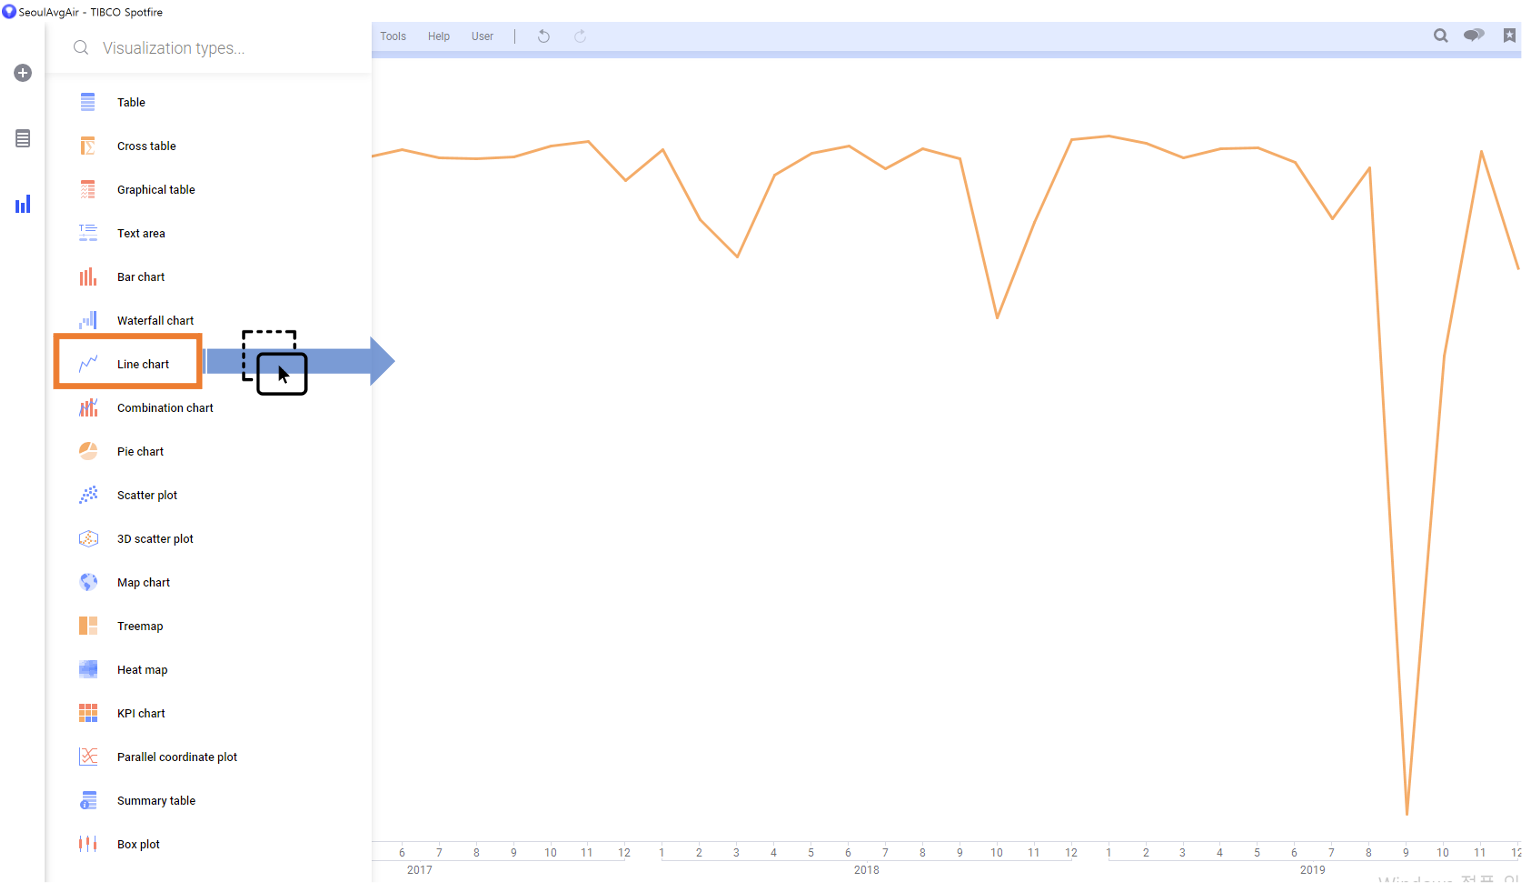 SeoulAvgAir - TIBCO Spotfire
Visualization types...
Tools Help User
Table
Cross table
Graphical table
Text area
Bar chart
Waterfall chart
Line chart
Combination chart
Pie chart
Scatter plot
3D scatter plot
Map chart
Treemap
Heat map
KPI chart
Parallel coordinate plot
Summary table
Box plot
6 7 8 9 10 11 12 1 2 3 4 5 6 7 8 9 10 11 12 1 2 3 4 5 6 7 8 9 10 11 12
2017 2018 2019
Windows